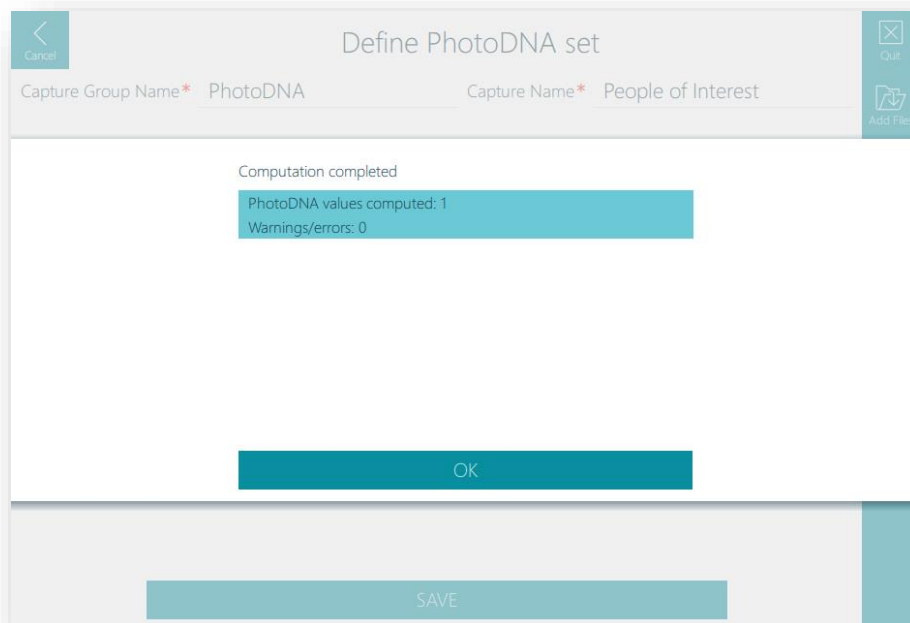 Cancel
Define PhotoDNA set
Quit
Capture Group Name* PhotoDNA
Capture Name* People of Interest
Add File
Computation completed
PhotoDNA values computed: 1
Warnings/errors: 0
OK
SAVE